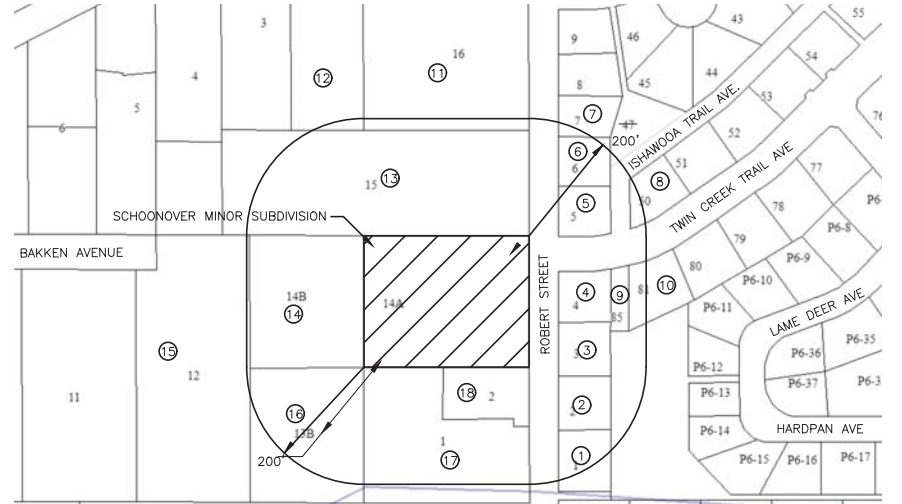 3
16
9
46
43
55
4
12
11
45
44
54
8
5
53
7
7
47
6
200'
ISHAWOOA TRAIL AVE.
52
6
6
51
77
76
15
13
8
50
TWIN CREEK TRAIL AVE
SCHOONOVER MINOR SUBDIVISION
5
5
78
P6-8
BAKKEN AVENUE
79
P6-9
80
P6-10
14B
14
14A
ROBERT STREET
4
4
9
81
10
P6-11
85
LAME DEER AVE
15
3
P6-36
P6-35
12
P6-12
P6-37
P6-3
11
18
2
2
P6-13
16
13B
P6-14
HARDPAN AVE
1
17
1
200'
P6-15
P6-16
P6-17